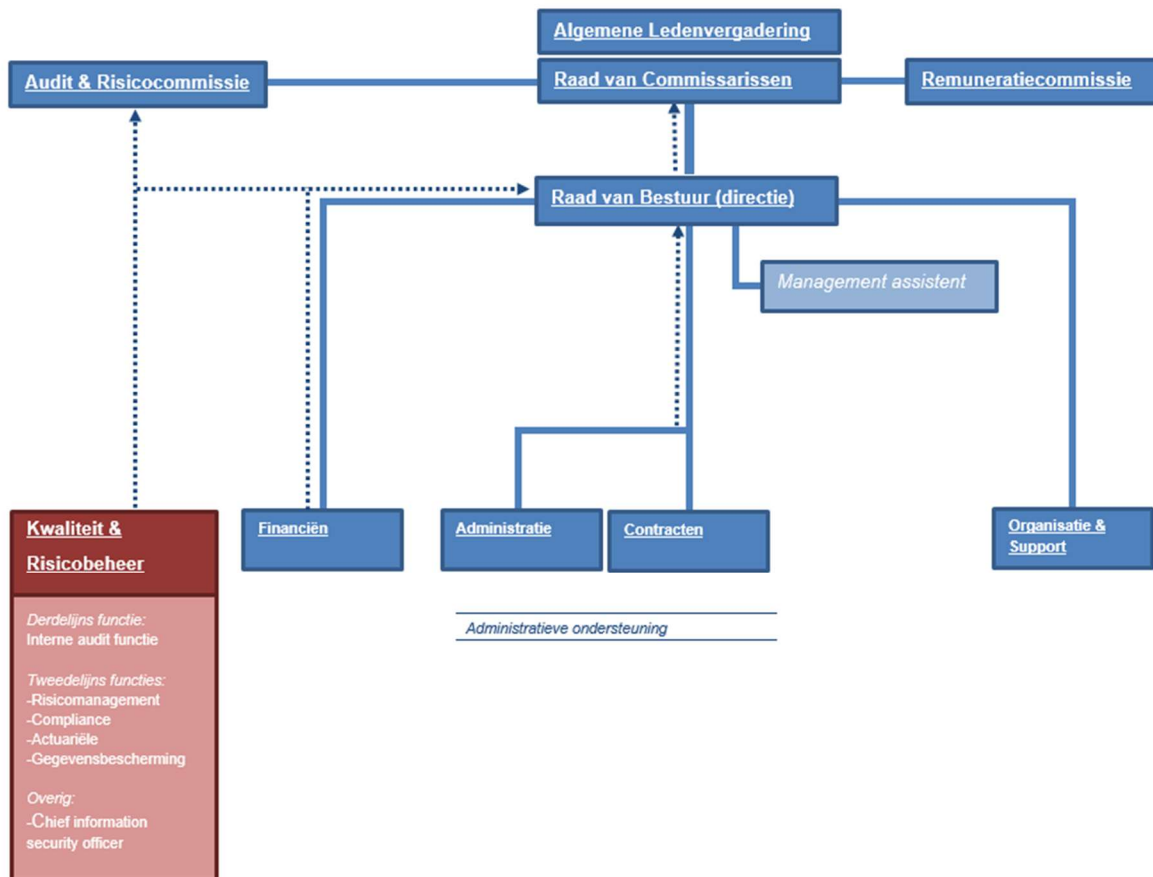 Algemene Ledenvergadering
Audit & Risicocommissie
Raad van Commissarissen
Remuneratiecommissie
Raad van Bestuur (directie)
Management assistent
Kwaliteit &
Risicobeheer
Financiën
Administratie
Contracten
Organisatie &
Support
Derdelijns functie:
Interne audit functie
Tweedelijns functies:
-Risicomanagement
-Compliance
-Actuariële
-Gegevensbescherming
Overig:
-Chief information
security officer
Administratieve ondersteuning